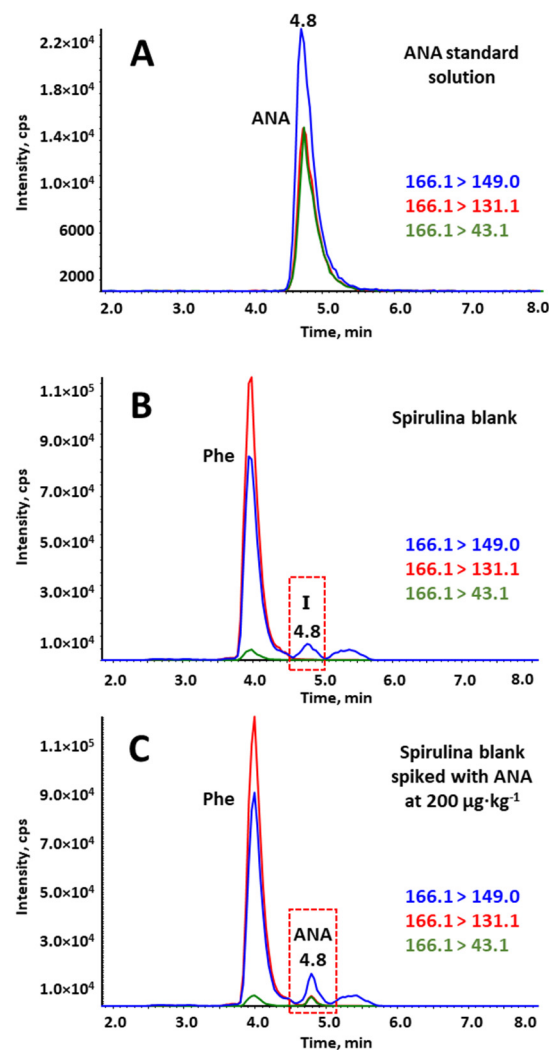 4.8
2.2×10⁴
A
ANA standard
solution
1.8×10⁴
ANA
1.4×10⁴
Intensity, cps
1.0×10⁴
166.1 > 149.0
166.1 > 131.1
6000
166.1 > 43.1
2000
2.0 3.0 4.0 5.0 6.0 7.0 8.0
Time, min
1.1×10⁵
B
Spirulina blank
9.0×10⁴
Phe
7.0×10⁴
Intensity, cps
5.0×10⁴
166.1 > 149.0
166.1 > 131.1
3.0×10⁴
166.1 > 43.1
I
4.8
1.0×10⁴
2.0 3.0 4.0 5.0 6.0 7.0 8.0
Time, min
C
Spirulina blank
spiked with ANA
at 200 µg·kg⁻¹
1.1×10⁵
Phe
9.0×10⁴
7.0×10⁴
Intensity, cps
5.0×10⁴
166.1 > 149.0
166.1 > 131.1
3.0×10⁴
166.1 > 43.1
ANA
4.8
1.0×10⁴
2.0 3.0 4.0 5.0 6.0 7.0 8.0
Time, min